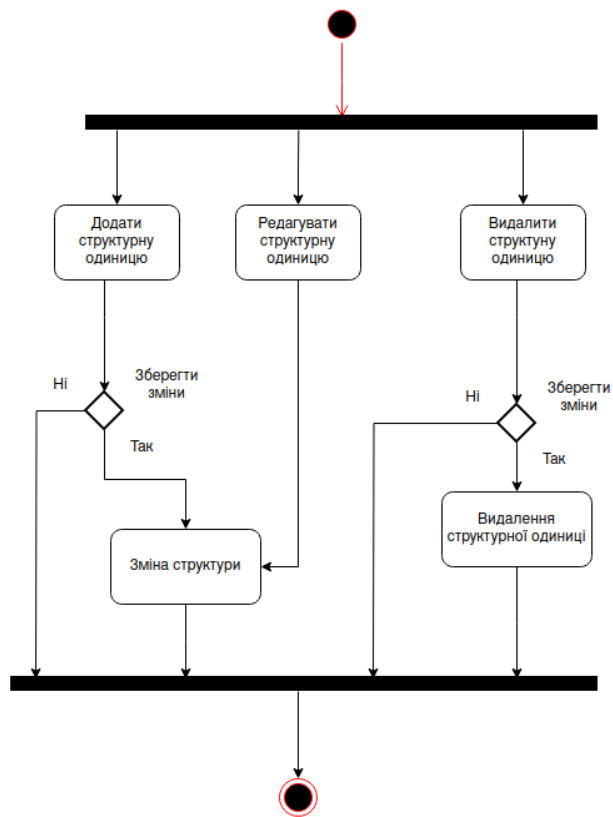 Додати
структурну
одиницю
Редагувати
структурну
одиницю
Видалити
структуну
одиницю
Ні
Зберегти
зміни
Так
Ні
Зберегти
зміни
Так
Зміна структури
Видалення
структурної одиниці